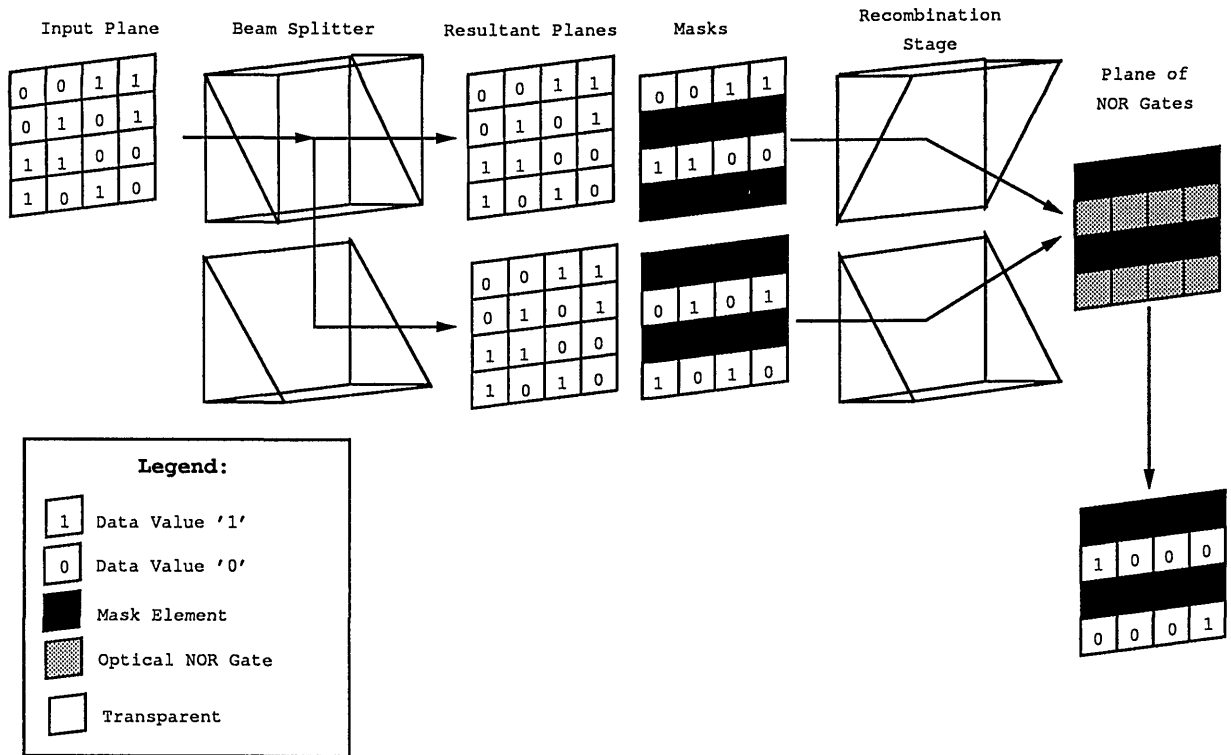 Input Plane
Beam Splitter
Resultant Planes
Masks
Recombination
Stage
Plane of
NOR Gates
0 0 1 1
0 1 0 1
1 1 0 0
1 0 1 0
0 0 1 1
0 1 0 1
1 1 0 0
1 0 1 0
0 0 1 1
1 1 0 0
0 0 1 1
0 1 0 1
1 1 0 0
1 0 1 0
0 1 0 1
1 0 1 0
1 0 0 0
0 0 0 1
Legend:
1 Data Value '1'
0 Data Value '0'
Mask Element
Optical NOR Gate
Transparent